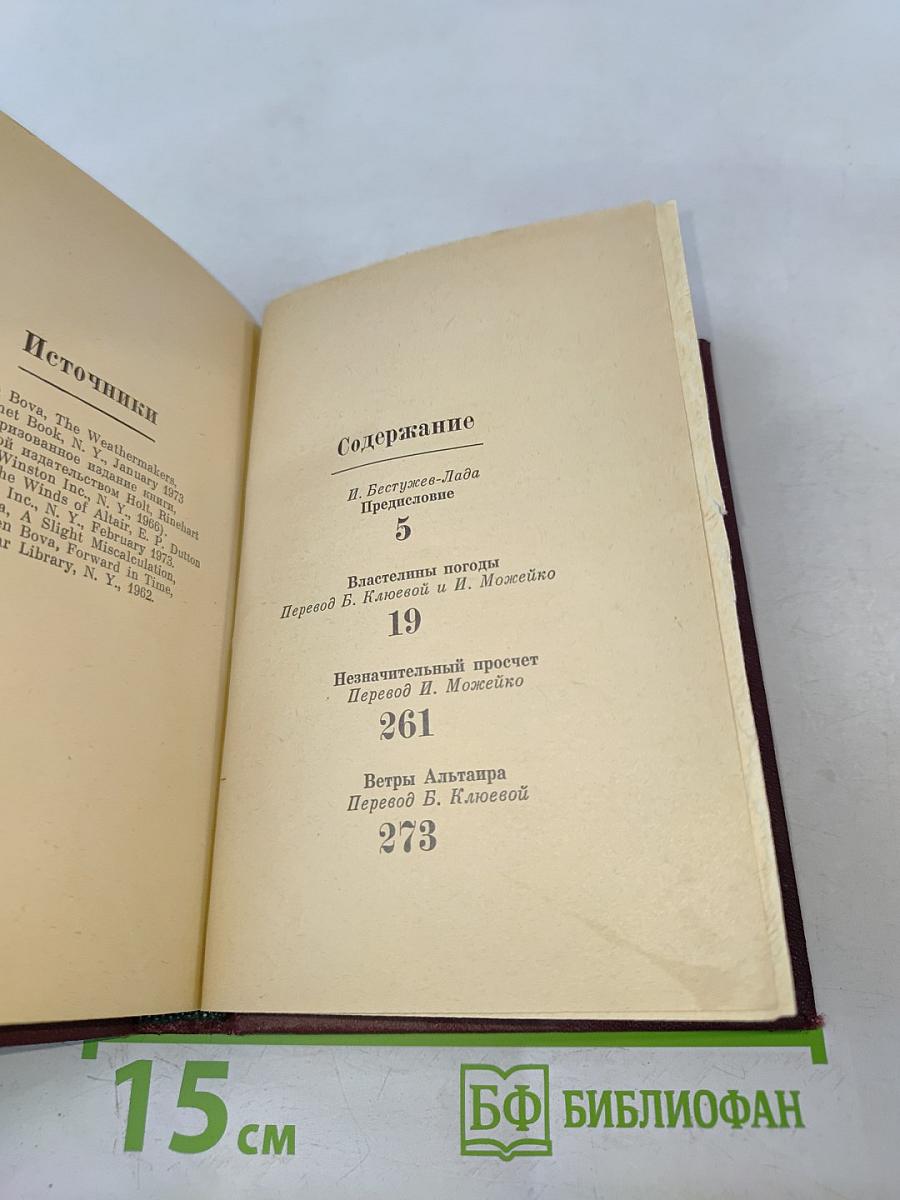 Источники
Bova, The Weathermakers,
net Book, N. Y., January 1973
ризованное издание книги,
ой издательством Holt, Rinehart
Winston Inc., N. Y., 1966).
he Winds of Altair, E. P. Dutton
Inc., N. Y., February 1973.
a, A Slight Miscalculation,
en Bova, Forward in Time,
ar Library, N. Y., 1962.
Содержание
И. Бестужев-Лада
Предисловие
5
Властелины погоды
Перевод Б. Клюевой и И. Можейко
19
Незначительный просчет
Перевод И. Можейко
261
Ветры Альтаира
Перевод Б. Клюевой
273
15 см
БФ БИБЛИОФАН